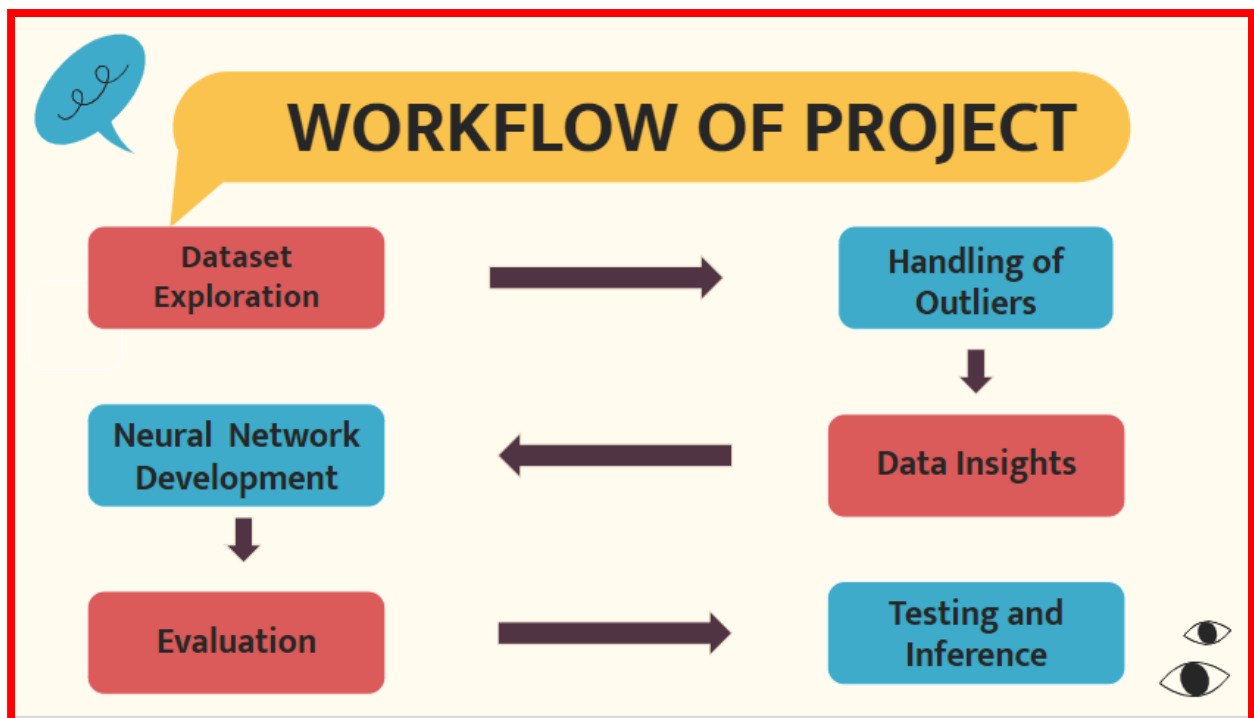 WORKFLOW OF PROJECT
Dataset
Exploration
Handling of
Outliers
Data Insights
Neural Network
Development
Evaluation
Testing and
Inference